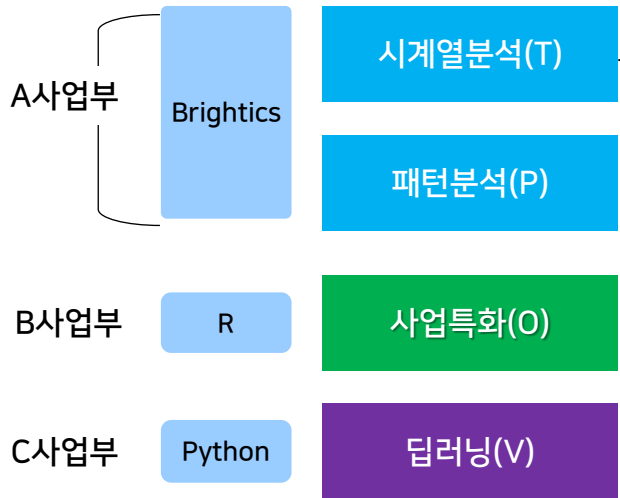 시계열분석(T)
A사업부
Brightics
패턴분석(P)
B사업부
R
사업특화(O)
C사업부
Python
딥러닝(V)